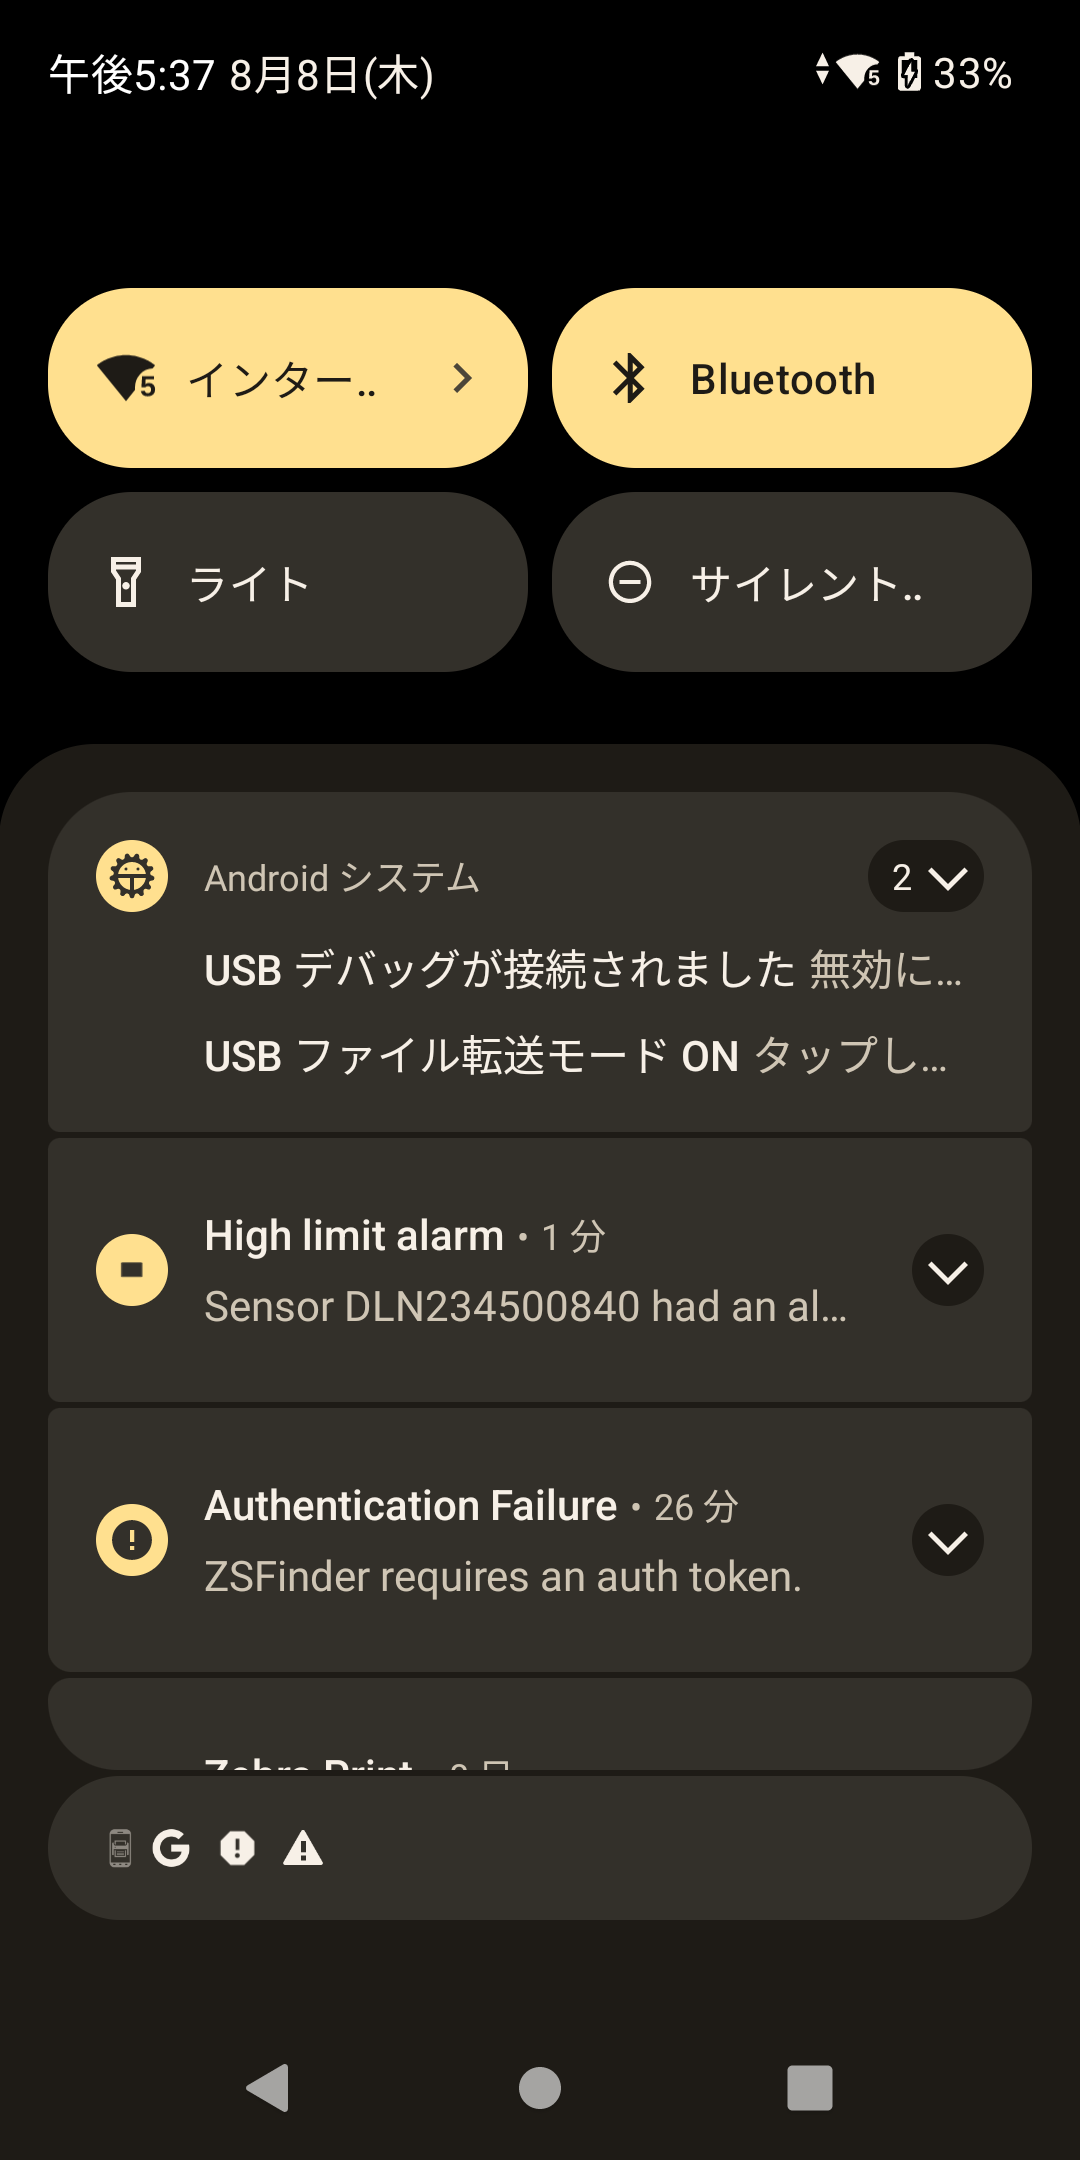 午後5:37 8月8日(木) 5 33%
5 インター..
Bluetooth
ライト
サイレント..
Android システム 2
USB デバッグが接続されました 無効に…
USB ファイル転送モード ON タップし…
High limit alarm • 1 分
Sensor DLN234500840 had an al…
Authentication Failure • 26 分
ZSFinder requires an auth token.
Zebra Print
G